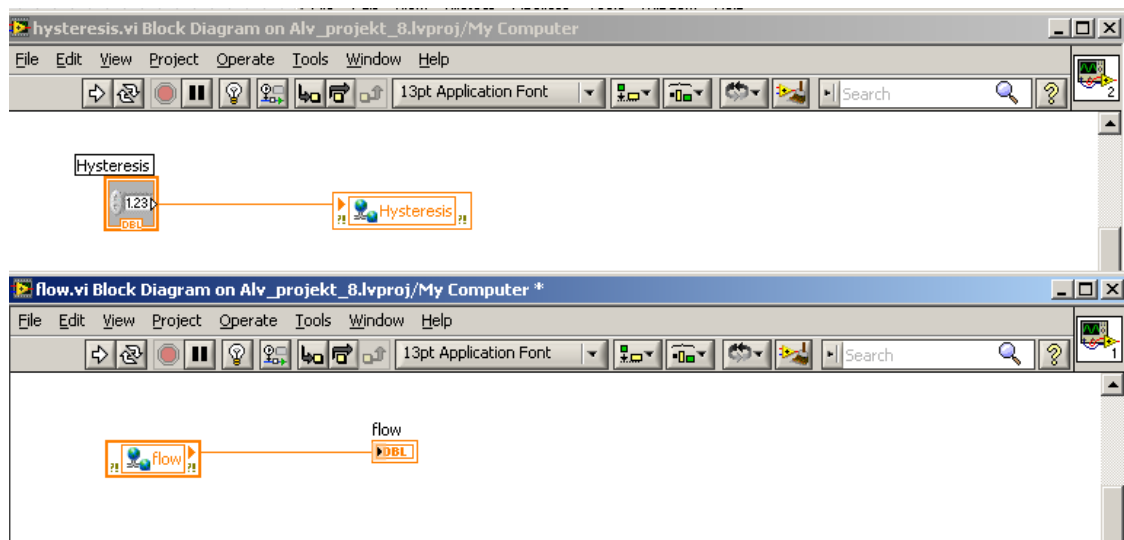 hysteresis.vi Block Diagram on Alv_projekt_8.lvproj/My Computer
File Edit View Project Operate Tools Window Help
13pt Application Font Search ? 2
Hysteresis
1.23
DBL
?! Hysteresis ?!
flow.vi Block Diagram on Alv_projekt_8.lvproj/My Computer *
File Edit View Project Operate Tools Window Help
13pt Application Font Search ? 1
flow
?! flow ?! DBL